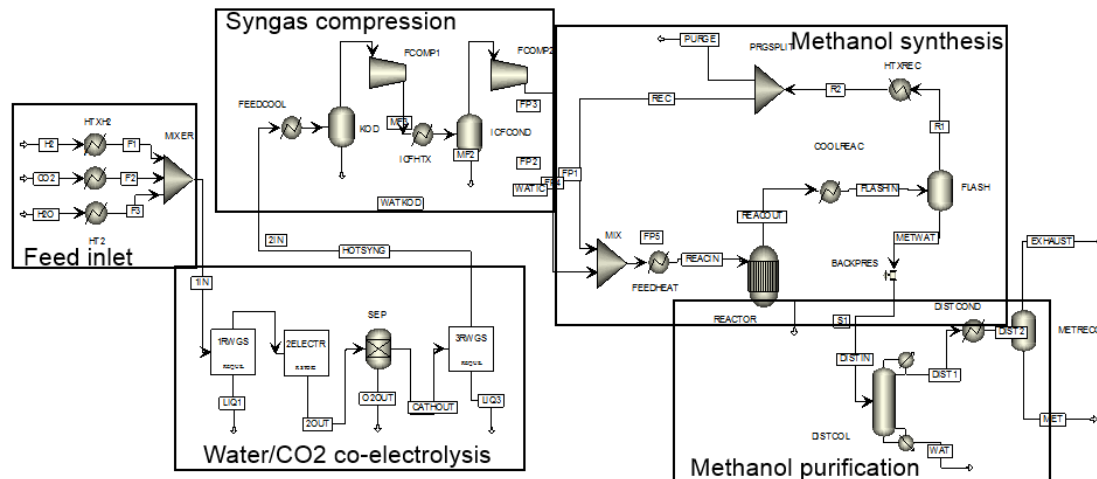 Syngas compression
Methanol synthesis
Feed inlet
Water/CO2 co-electrolysis
Methanol purification
FCOMP1
FCOMP2
FEEDCOOL
KOD
ICFHTX
ICFCOND
MP2
FP3
FP2
WATIC
FP1
WATKOD
HTXH2
MIXER
H2
F1
CO2
F2
H2O
F3
HT2
1IN
2IN
HOTSYNG
PURGE
PRGSPLIT
HTXREC
R2
REC
R1
COOLREAC
FLASHIN
FLASH
REACOUT
METWAT
MIX
FP5
REACIN
FEEDHEAT
BACKPRES
REACTOR
S1
EXHAUST
DISTCOND
DIST2
METRECO
DISTIN
DIST1
MET
DISTCOL
WAT
SEP
1RWGS
2ELECTR
3RWGS
LIQ1
2OUT
O2OUT
CATHOUT
LIQ3